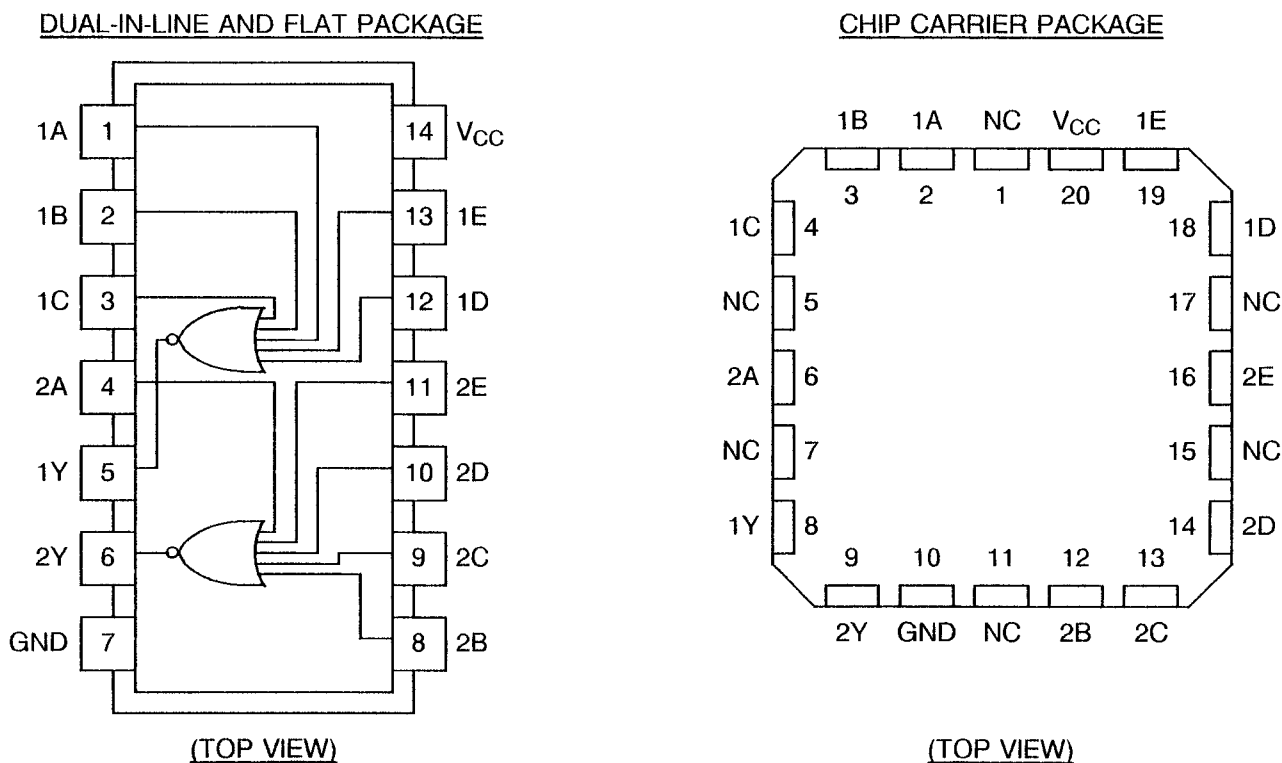 DUAL-IN-LINE AND FLAT PACKAGE
1A 1 14 VCC
1B 2 13 1E
1C 3 12 1D
2A 4 11 2E
1Y 5 10 2D
2Y 6 9 2C
GND 7 8 2B
(TOP VIEW)
CHIP CARRIER PACKAGE
1B 1A NC VCC 1E
3 2 1 20 19
1C 4 18 1D
NC 5 17 NC
2A 6 16 2E
NC 7 15 NC
1Y 8 14 2D
9 10 11 12 13
2Y GND NC 2B 2C
(TOP VIEW)